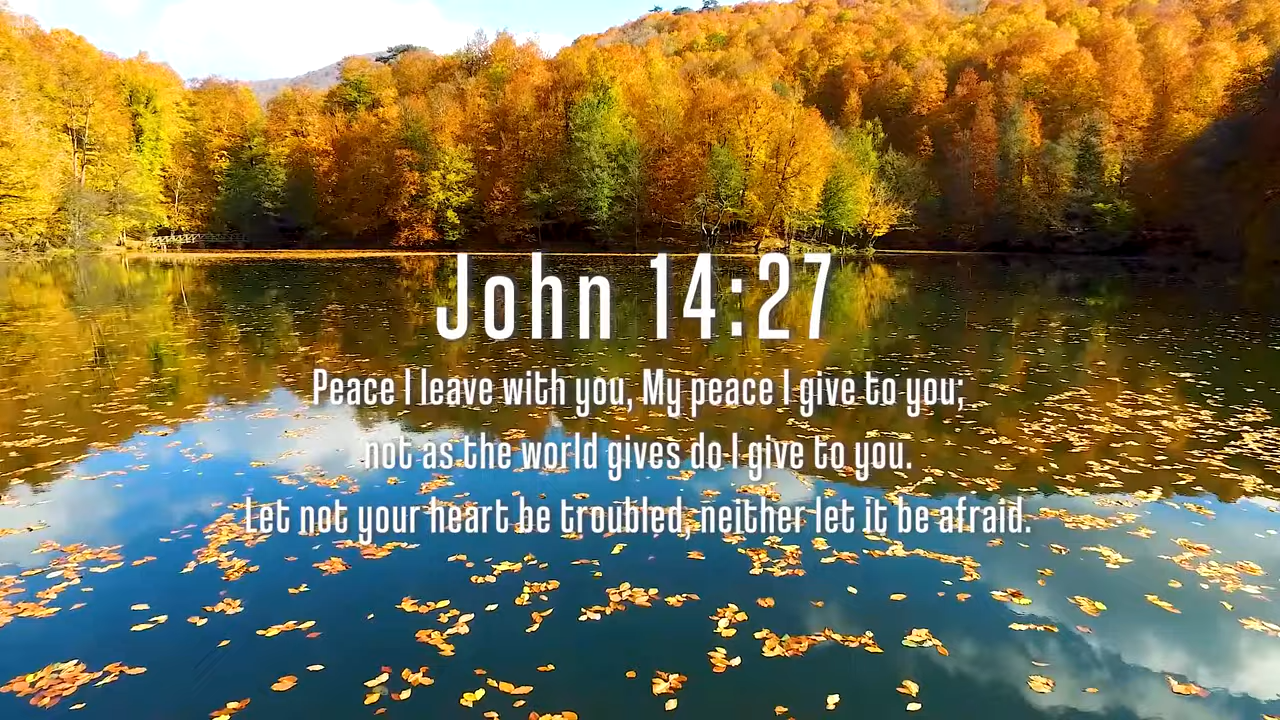 John 14:27
Peace I leave with you, My peace I give to you;
not as the world gives do I give to you.
Let not your heart be troubled, neither let it be afraid.